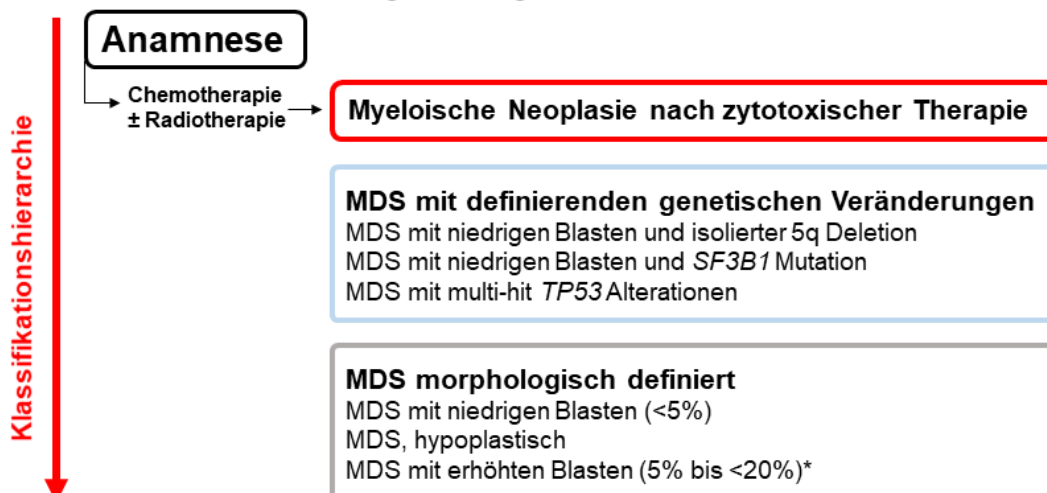 Anamnese
Chemotherapie
± Radiotherapie
Myeloische Neoplasie nach zytotoxischer Therapie
Klassifikationshierarchie
MDS mit definierenden genetischen Veränderungen
MDS mit niedrigen Blasten und isolierter 5q Deletion
MDS mit niedrigen Blasten und SF3B1 Mutation
MDS mit multi-hit TP53 Alterationen
MDS morphologisch definiert
MDS mit niedrigen Blasten (<5%)
MDS, hypoplastisch
MDS mit erhöhten Blasten (5% bis <20%)*